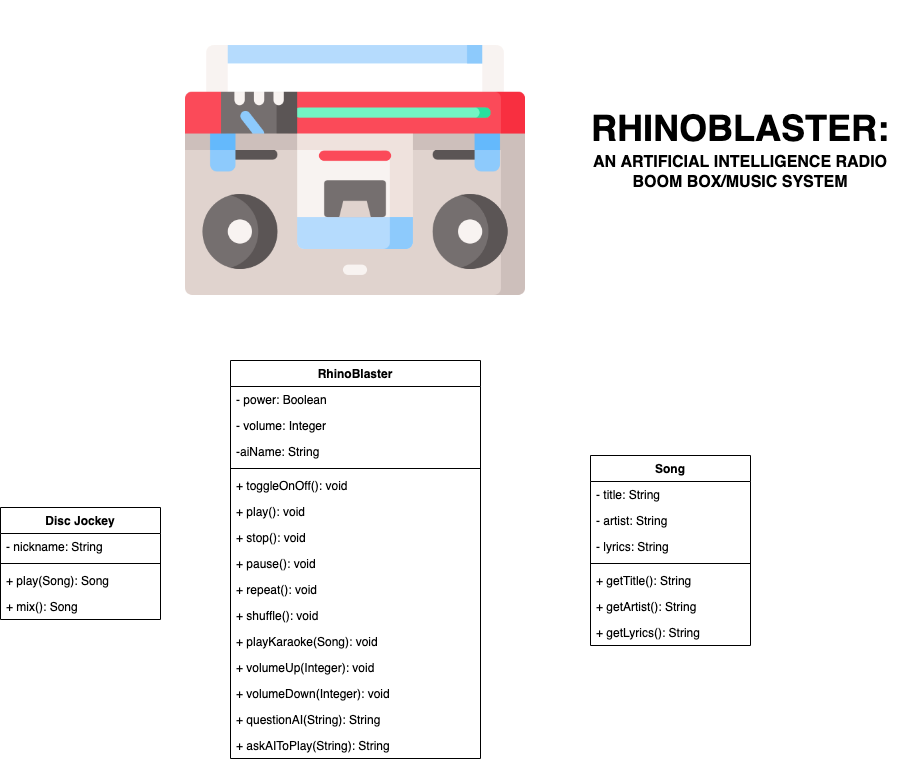 RHINOBLASTER:
AN ARTIFICIAL INTELLIGENCE RADIO
BOOM BOX/MUSIC SYSTEM
RhinoBlaster
- power: Boolean
- volume: Integer
-aiName: String
+ toggleOnOff(): void
+ play(): void
+ stop(): void
+ pause(): void
+ repeat(): void
+ shuffle(): void
+ playKaraoke(Song): void
+ volumeUp(Integer): void
+ volumeDown(Integer): void
+ questionAI(String): String
+ askAIToPlay(String): String
Disc Jockey
- nickname: String
+ play(Song): Song
+ mix(): Song
Song
- title: String
- artist: String
- lyrics: String
+ getTitle(): String
+ getArtist(): String
+ getLyrics(): String